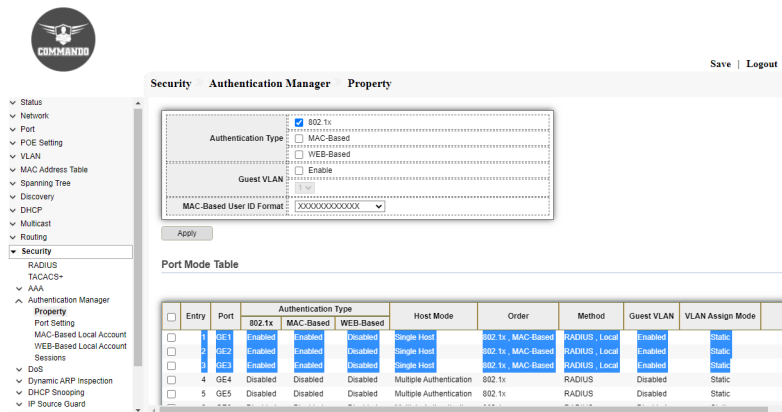 COMMANDO
Save | Logout
Security Authentication Manager Property
Status
Network
Port
POE Setting
VLAN
MAC Address Table
Spanning Tree
Discovery
DHCP
Multicast
Routing
Security
RADIUS
TACACS+
AAA
Authentication Manager
Property
Port Setting
MAC-Based Local Account
WEB-Based Local Account
Sessions
DoS
Dynamic ARP Inspection
DHCP Snooping
IP Source Guard
Authentication Type
802.1x
MAC-Based
WEB-Based
Guest VLAN
Enable
1
MAC-Based User ID Format XXXXXXXXXXXX
Apply
Port Mode Table
Entry Port Authentication Type Host Mode Order Method Guest VLAN VLAN Assign Mode
802.1x MAC-Based WEB-Based
1 GE1 Enabled Enabled Disabled Single Host 802.1x , MAC-Based RADIUS , Local Enabled Static
2 GE2 Enabled Enabled Disabled Single Host 802.1x , MAC-Based RADIUS , Local Enabled Static
3 GE3 Enabled Enabled Disabled Single Host 802.1x , MAC-Based RADIUS , Local Enabled Static
4 GE4 Disabled Disabled Disabled Multiple Authentication 802.1x RADIUS Disabled Static
5 GE5 Disabled Disabled Disabled Multiple Authentication 802.1x RADIUS Disabled Static